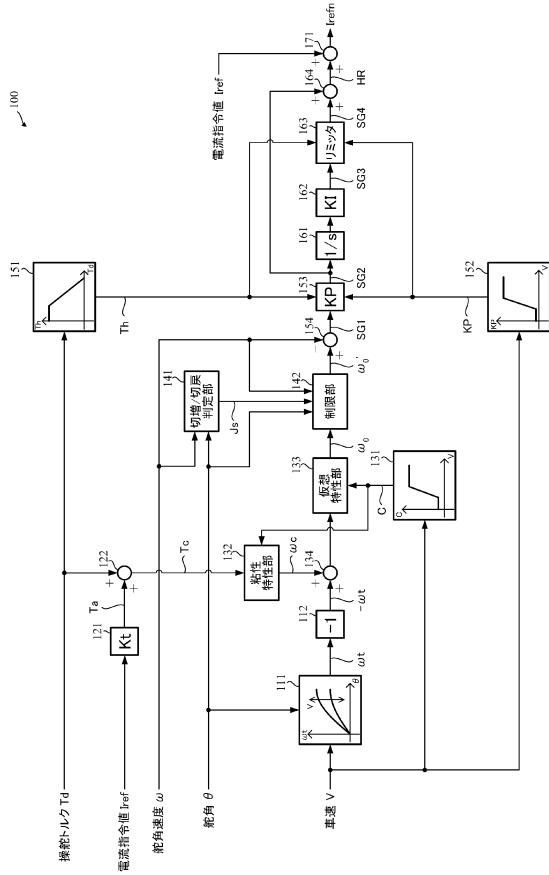 100
操舵トルク Td
電流指令値 Iref
舵角速度 ω
舵角 θ
車速 V
121
Kt
Ta
122
+
+
Tc
111
ωt
V
θ
ωt
112
-1
-ωt
134
+
+
132
粘性
特性部
ωc
133
仮想
特性部
ω0
131
C
V
C
141
切増/切戻
判定部
Js
142
制限部
ω0'
154
+
-
SG1
151
Th
Td
Th
152
KP
V
KP
153
KP
SG2
161
1/s
162
KI
SG3
163
リミッタ
SG4
164
+
+
HR
電流指令値 Iref
171
+
+
Irefn